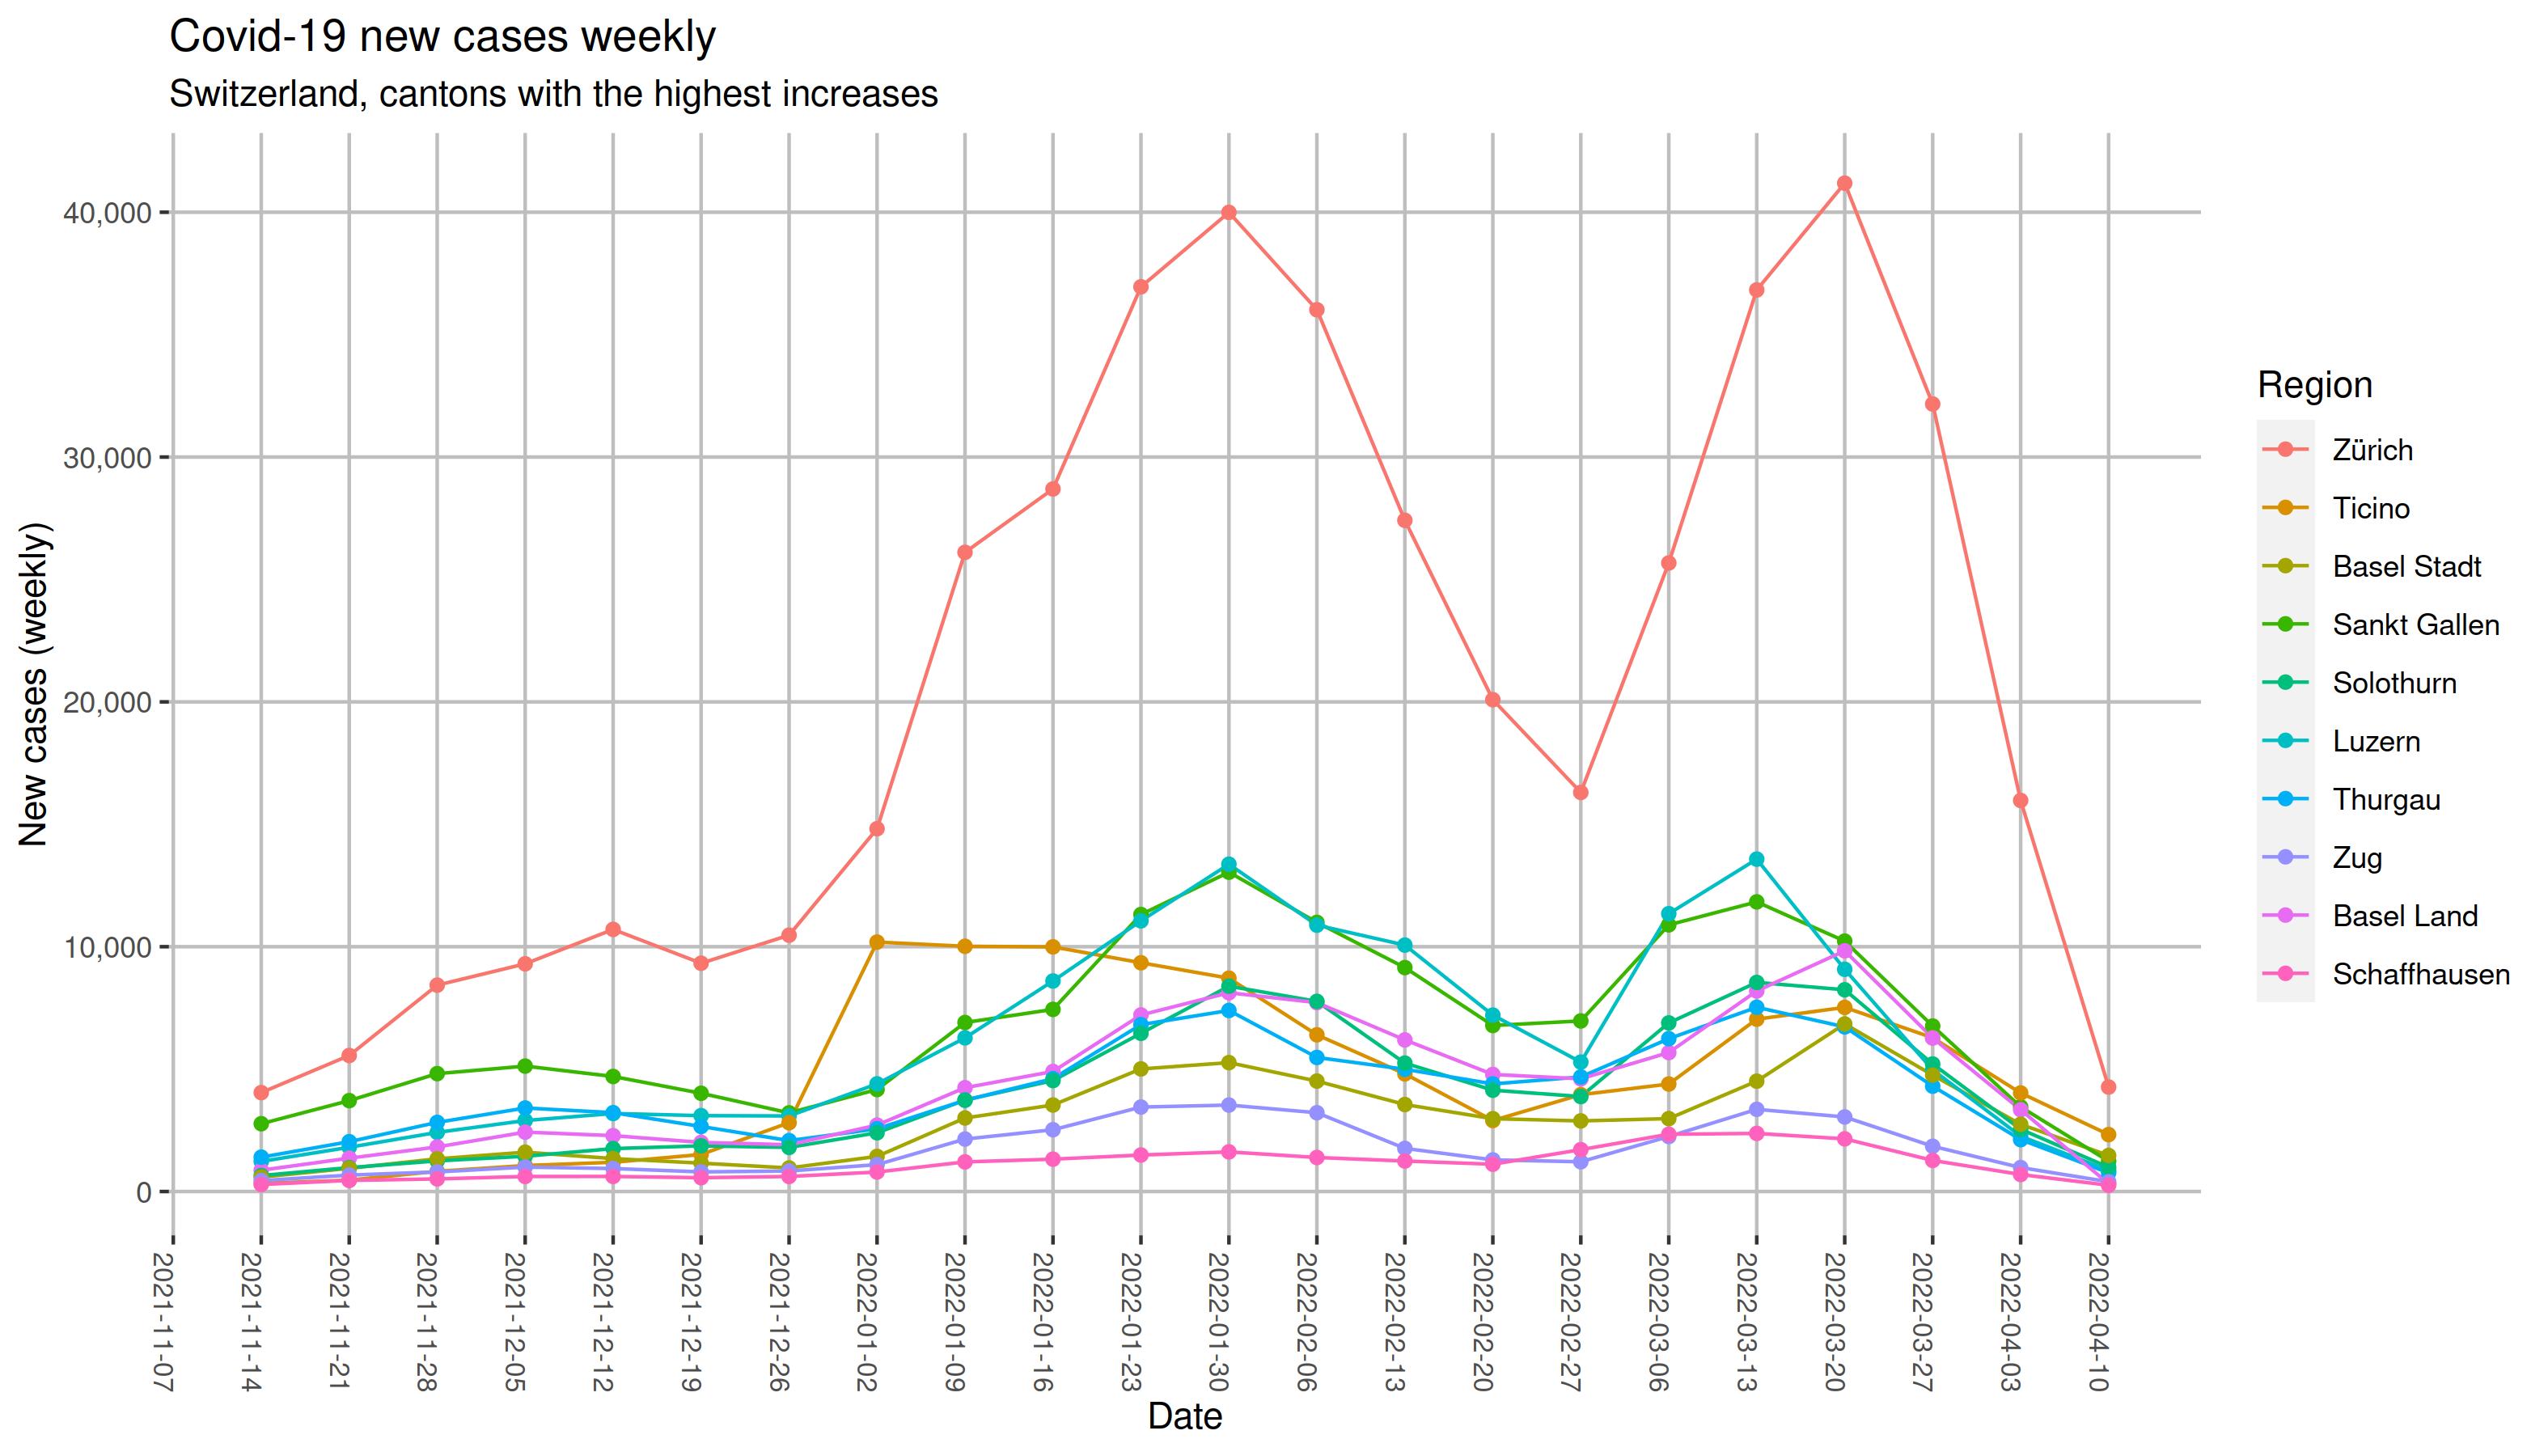 Covid-19 new cases weekly
Switzerland, cantons with the highest increases
New cases (weekly)
40,000
30,000
20,000
10,000
0
2021-11-07
2021-11-14
2021-11-21
2021-11-28
2021-12-05
2021-12-12
2021-12-19
2021-12-26
2022-01-02
2022-01-09
2022-01-16
2022-01-23
2022-01-30
2022-02-06
2022-02-13
2022-02-20
2022-02-27
2022-03-06
2022-03-13
2022-03-20
2022-03-27
2022-04-03
2022-04-10
Date
Region
Zürich
Ticino
Basel Stadt
Sankt Gallen
Solothurn
Luzern
Thurgau
Zug
Basel Land
Schaffhausen